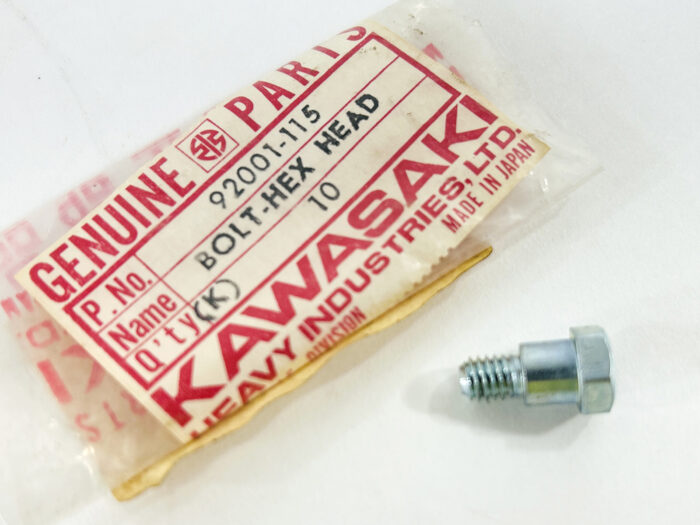 GENUINE PARTS
P. No. 92001-115
Name BOLT-HEX HEAD
Q'ty (K) 10
KAWASAKI
HEAVY INDUSTRIES, LTD.
DIVISION MADE IN JAPAN